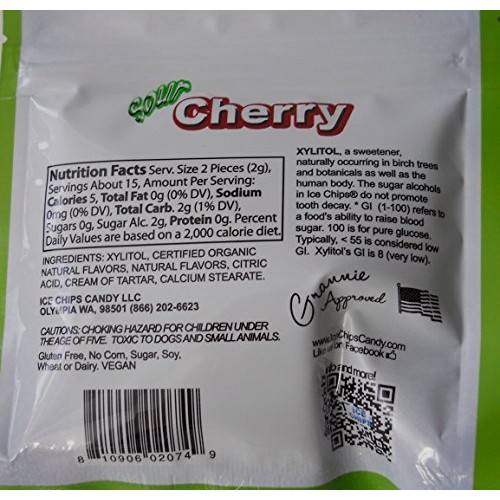 Sour
Cherry
Nutrition Facts Serv. Size 2 Pieces (2g),
Servings About 15, Amount Per Serving:
Calories 5, Total Fat 0g (0% DV), Sodium
0mg (0% DV), Total Carb. 2g (1% DV),
Sugars 0g, Sugar Alc. 2g, Protein 0g. Percent
Daily Values are based on a 2,000 calorie diet.
INGREDIENTS: XYLITOL, CERTIFIED ORGANIC
NATURAL FLAVORS, NATURAL FLAVORS, CITRIC
ACID, CREAM OF TARTAR, CALCIUM STEARATE.
ICE CHIPS CANDY LLC
OLYMPIA WA, 98501 (866) 202-6623
CAUTIONS: CHOKING HAZARD FOR CHILDREN UNDER
THE AGE OF FIVE. TOXIC TO DOGS AND SMALL ANIMALS.
Gluten Free, No Corn, Sugar, Soy,
Wheat or Dairy. VEGAN
8 10906 02074 9
XYLITOL, a sweetener,
naturally occurring in birch trees
and botanicals as well as the
human body. The sugar alcohols
in Ice Chips® do not promote
tooth decay. * GI (1-100) refers to
a food's ability to raise blood
sugar. 100 is for pure glucose.
Typically, < 55 is considered low
GI. Xylitol's GI is 8 (very low).
Grannie
Approved
www.IceChipsCandy.com
Like us on Facebook
Info and more!
ICE
CHIPS